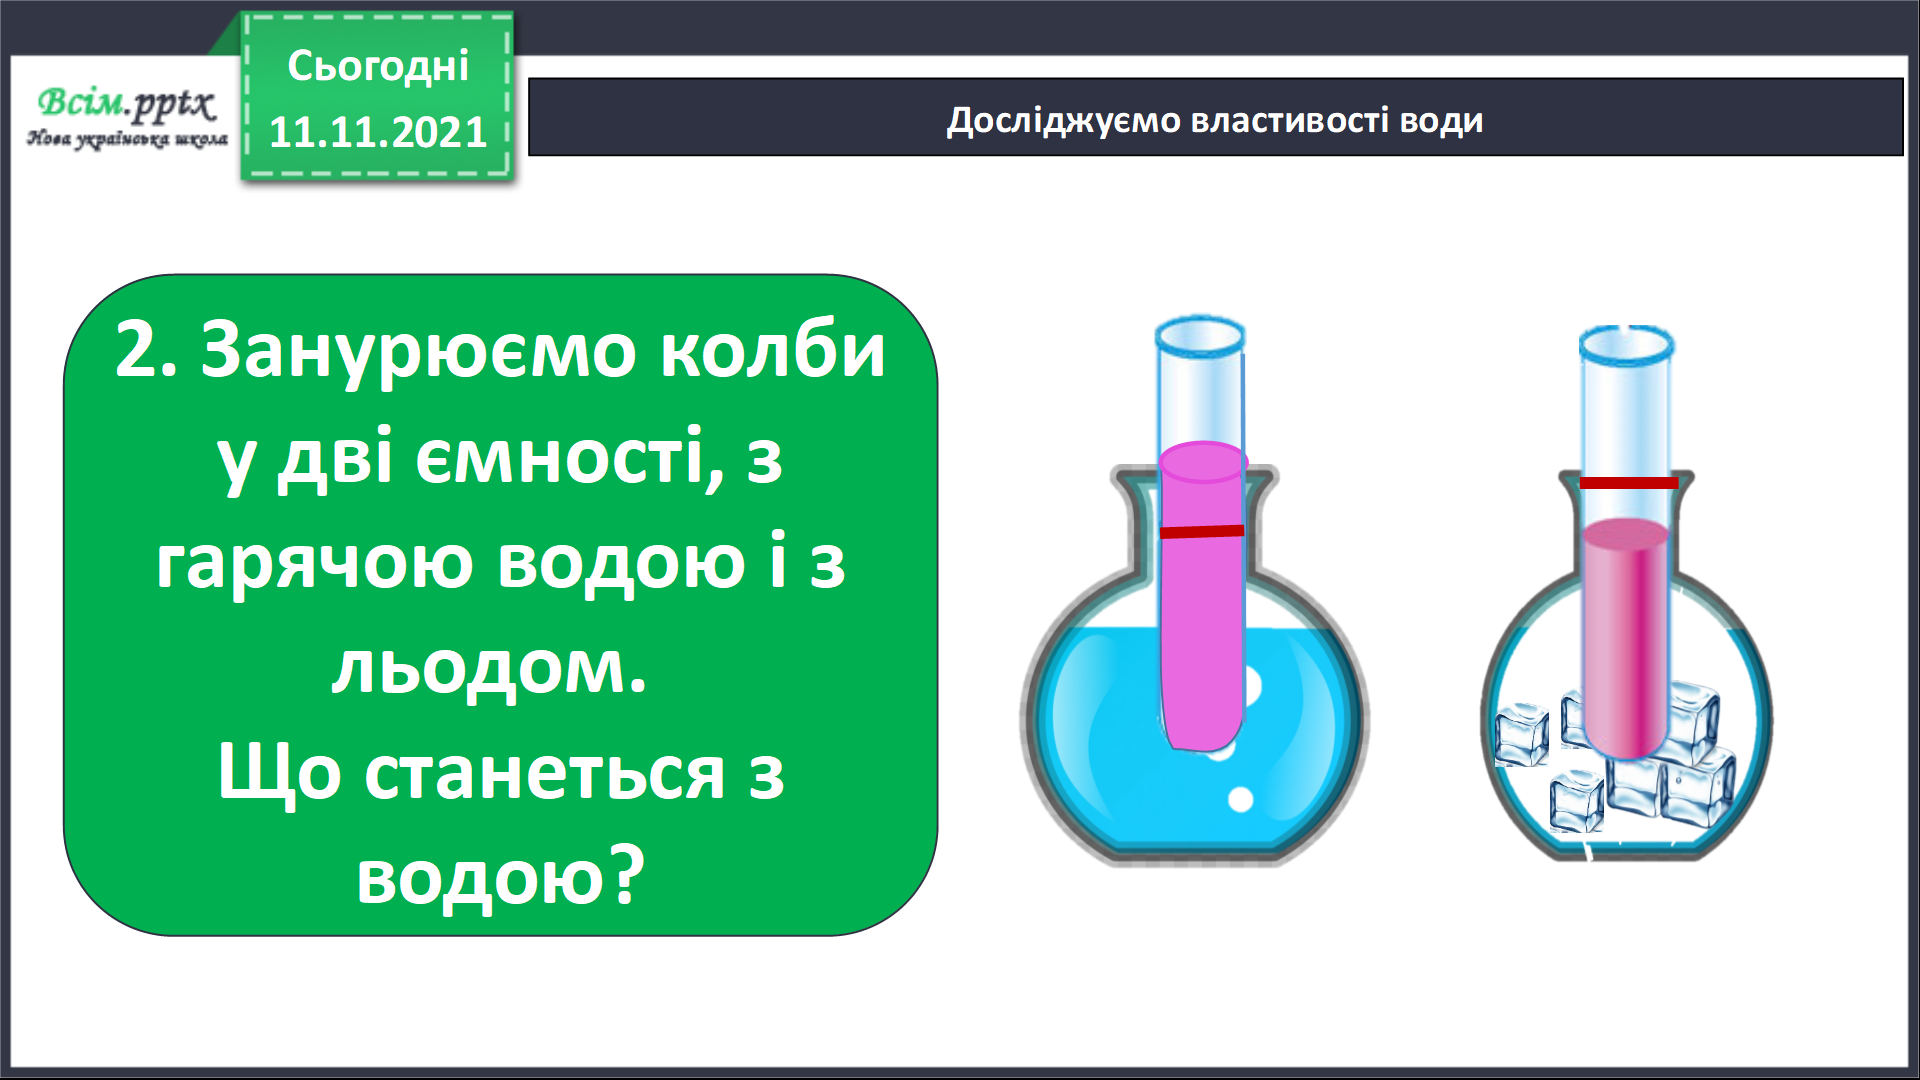 Всім.pptx
Нова українська школа
Сьогодні
11.11.2021
Досліджуємо властивості води
2. Занурюємо колби
у дві ємності, з
гарячою водою і з
льодом.
Що станеться з
водою?